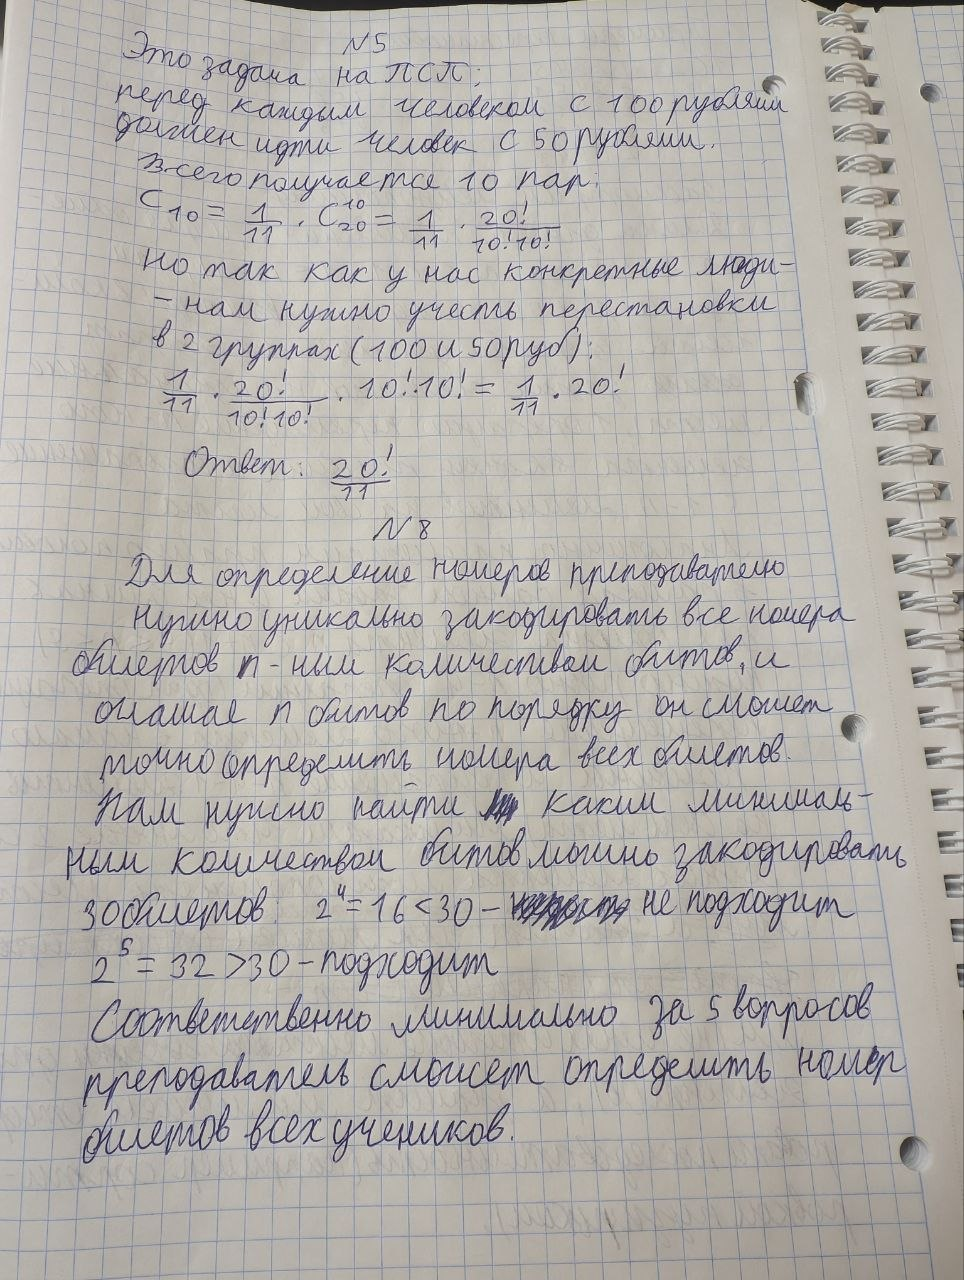 N5
Это задача на ПСП;
перед каждым человеком с 100 рублями
должен идти человек с 50 рублями.
Всего получается 10 пар:
C₁₀ = 1/11 · C₂₀¹⁰ = 1/11 · 20!/10!10!
Но так как у нас конкретные люди-
- нам нужно учесть перестановки
в 2 группах (100 и 50 руб):
1/11 · 20!/10!10! · 10!·10! = 1/11 · 20!
Ответ: 20!/11
N8
Для определение номеров преподавателю
нужно уникально закодировать все номера
билетов n-ным количеством битов, и
оглашае n битов по порядку он сможет
точно определить номера всех билетов.
Нам нужно найти каким минималь-
ным количеством битов можно закодировать
30 билетов: 2⁴ = 16 < 30 - не подходит
2⁵ = 32 > 30 - подходит
Соответственно минимально за 5 вопросов
преподаватель сможет определить номер
билетов всех учеников.